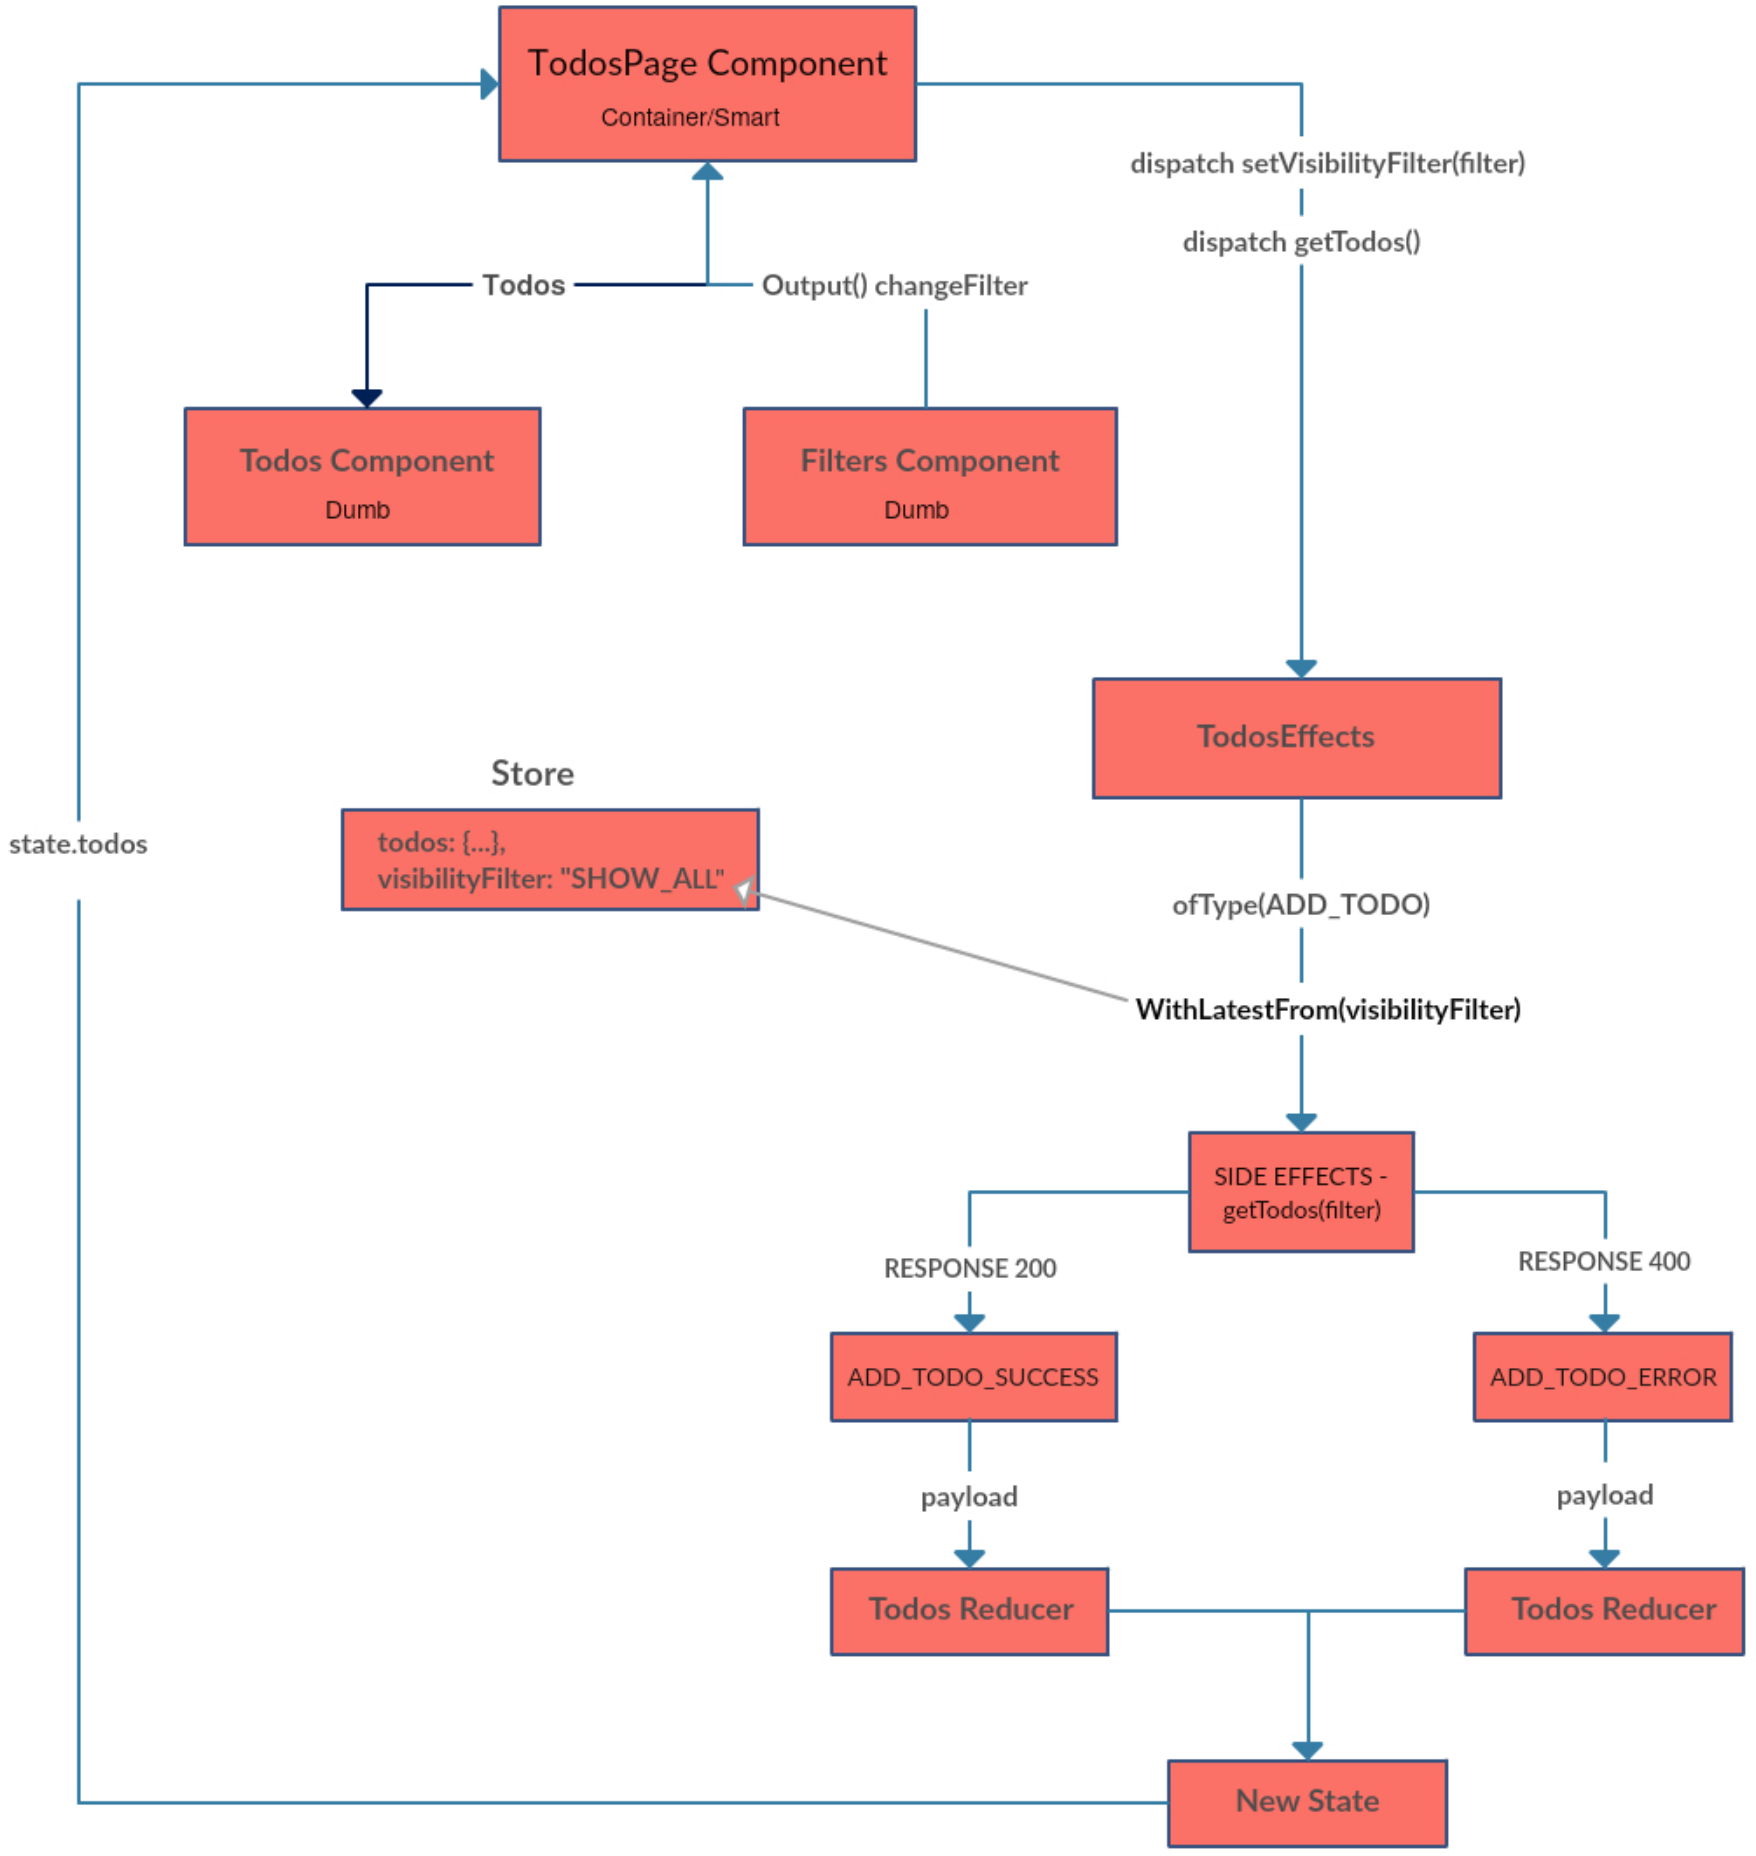 TodosPage Component
Container/Smart
dispatch setVisibilityFilter(filter)
dispatch getTodos()
Todos
Output() changeFilter
Todos Component
Dumb
Filters Component
Dumb
TodosEffects
Store
todos: {...},
visibilityFilter: "SHOW_ALL"
state.todos
ofType(ADD_TODO)
WithLatestFrom(visibilityFilter)
SIDE EFFECTS -
getTodos(filter)
RESPONSE 200
RESPONSE 400
ADD_TODO_SUCCESS
ADD_TODO_ERROR
payload
payload
Todos Reducer
Todos Reducer
New State